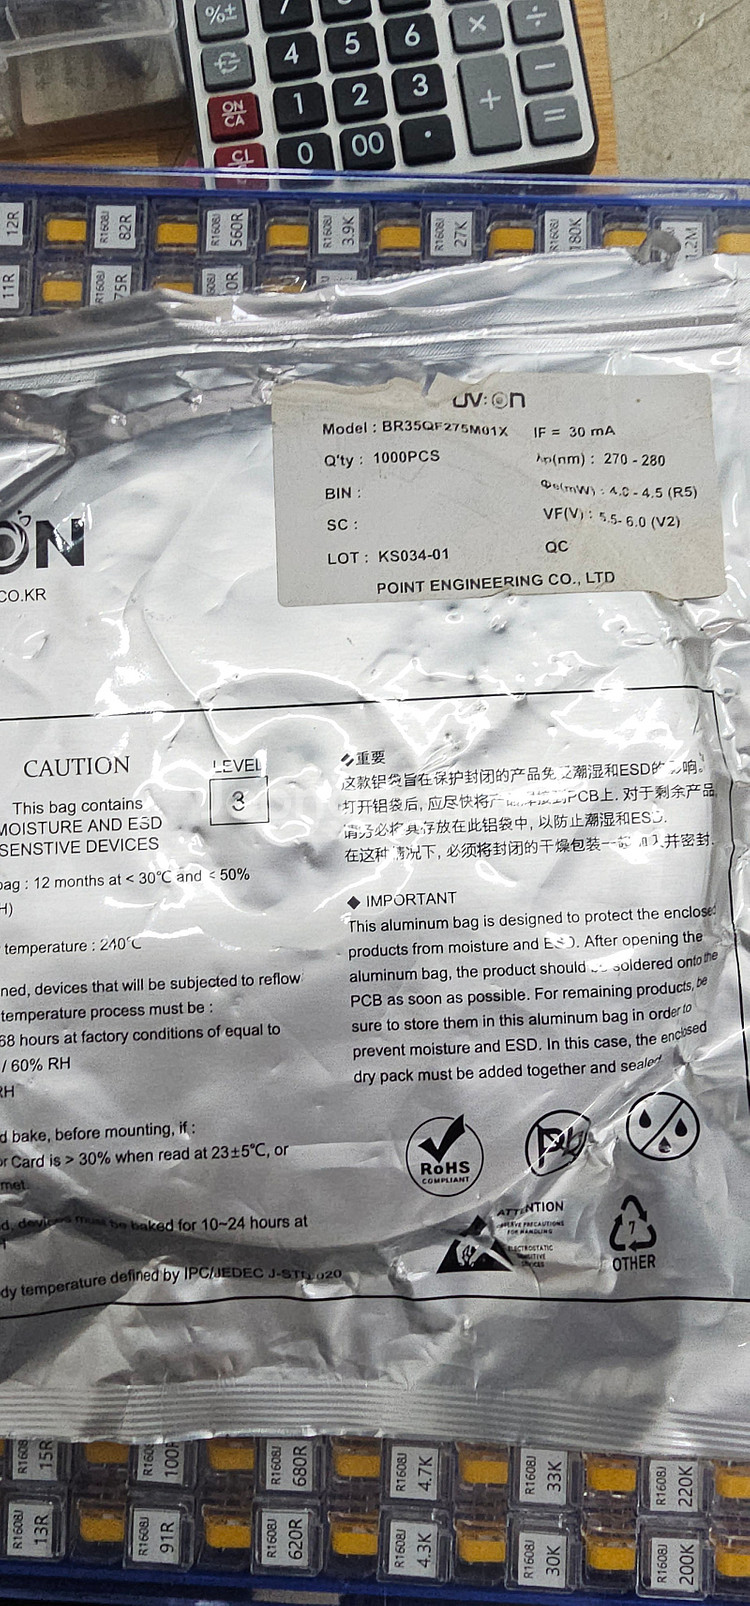 %±
7
4
5
6
×
÷
ON
CA
1
2
3
+
−
=
C
0
00
.
12R
R1608J
82R
R1608J
560R
R1608J
3.9K
R1608J
27K
R1608J
180K
1.2M
11R
R1608J
75R
uv:on
Model : BR35QF275M01X
IF = 30 mA
Q'ty : 1000PCS
λp(nm) : 270 - 280
BIN :
Φe(mW) : 4.0 - 4.5 (R5)
SC :
VF(V) : 5.5- 6.0 (V2)
LOT : KS034-01
QC
POINT ENGINEERING CO., LTD
ON
CO.KR
CAUTION
LEVEL
3
This bag contains
MOISTURE AND ESD
SENSTIVE DEVICES
bag : 12 months at < 30℃ and < 50%
H)
temperature : 240℃
ned, devices that will be subjected to reflow
temperature process must be :
68 hours at factory conditions of equal to
/ 60% RH
RH
d bake, before mounting, if :
or Card is > 30% when read at 23±5℃, or
met.
d, devices must be baked for 10~24 hours at
dy temperature defined by IPC/JEDEC J-STD-020
◆重要
这款铝袋旨在保护封闭的产品免受潮湿和ESD的影响。
打开铝袋后, 应尽快将产品焊接到PCB上. 对于剩余产品,
请务必将其存放在此铝袋中, 以防止潮湿和ESD.
在这种情况下, 必须将封闭的干燥包装一起加入并密封.
◆ IMPORTANT
This aluminum bag is designed to protect the enclosed
products from moisture and ESD. After opening the
aluminum bag, the product should be soldered onto the
PCB as soon as possible. For remaining products, be
sure to store them in this aluminum bag in order to
prevent moisture and ESD. In this case, the enclosed
dry pack must be added together and sealed.
RoHS
COMPLIANT
Pb
ATTENTION
OBSERVE PRECAUTIONS
FOR HANDLING
ELECTROSTATIC
SENSITIVE
DEVICES
7
OTHER
R1608J
15R
R1608J
100R
R1608J
680R
R1608J
4.7K
R1608J
33K
R1608J
220K
R1608J
13R
R1608J
91R
R1608J
620R
R1608J
4.3K
R1608J
30K
R1608J
200K